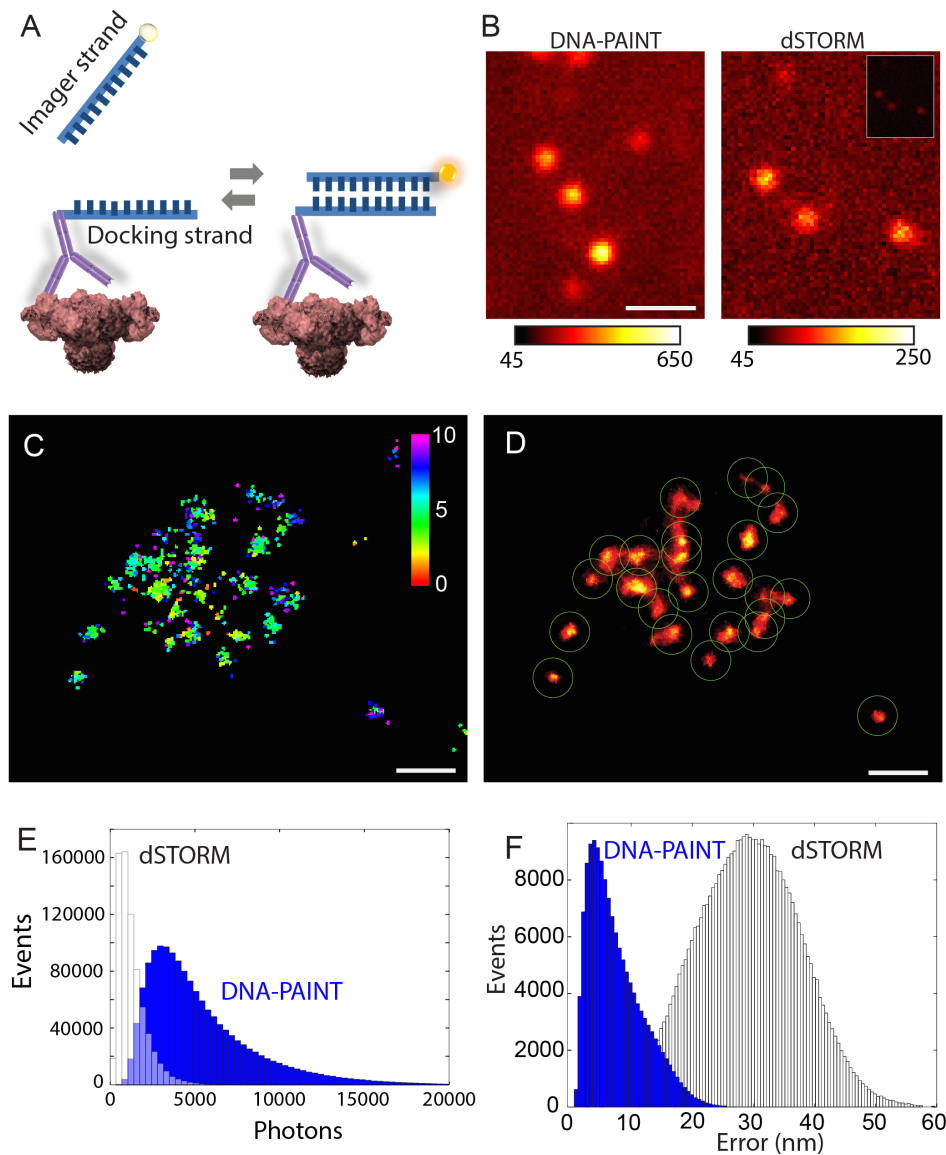 A
Imager strand
Docking strand
B
DNA-PAINT
dSTORM
45
650
45
250
C
10
5
0
D
E
160000
120000
80000
40000
0
Events
dSTORM
DNA-PAINT
0
5000
10000
15000
20000
Photons
F
DNA-PAINT
dSTORM
8000
6000
4000
2000
0
Events
0
10
20
30
40
50
60
Error (nm)